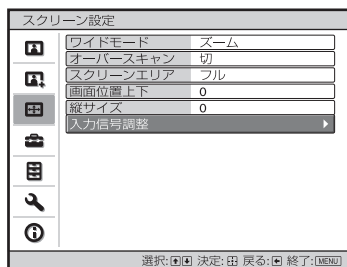 スクリーン設定
ワイドモード ズーム
オーバースキャン 切
スクリーンエリア フル
画面位置上下 0
縦サイズ 0
入力信号調整
選択: 決定: 戻る: 終了: MENU